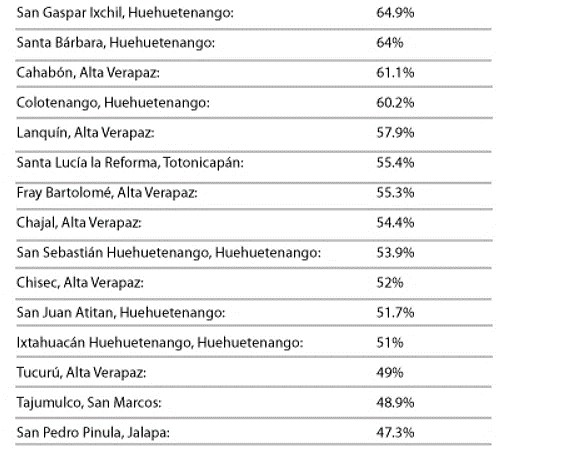 San Gaspar Ixchil, Huehuetenango: 64.9%
Santa Bárbara, Huehuetenango: 64%
Cahabón, Alta Verapaz: 61.1%
Colotenango, Huehuetenango: 60.2%
Lanquín, Alta Verapaz: 57.9%
Santa Lucía la Reforma, Totonicapán: 55.4%
Fray Bartolomé, Alta Verapaz: 55.3%
Chajal, Alta Verapaz: 54.4%
San Sebastián Huehuetenango, Huehuetenango: 53.9%
Chisec, Alta Verapaz: 52%
San Juan Atitan, Huehuetenango: 51.7%
Ixtahuacán Huehuetenango, Huehuetenango: 51%
Tucurú, Alta Verapaz: 49%
Tajumulco, San Marcos: 48.9%
San Pedro Pinula, Jalapa: 47.3%